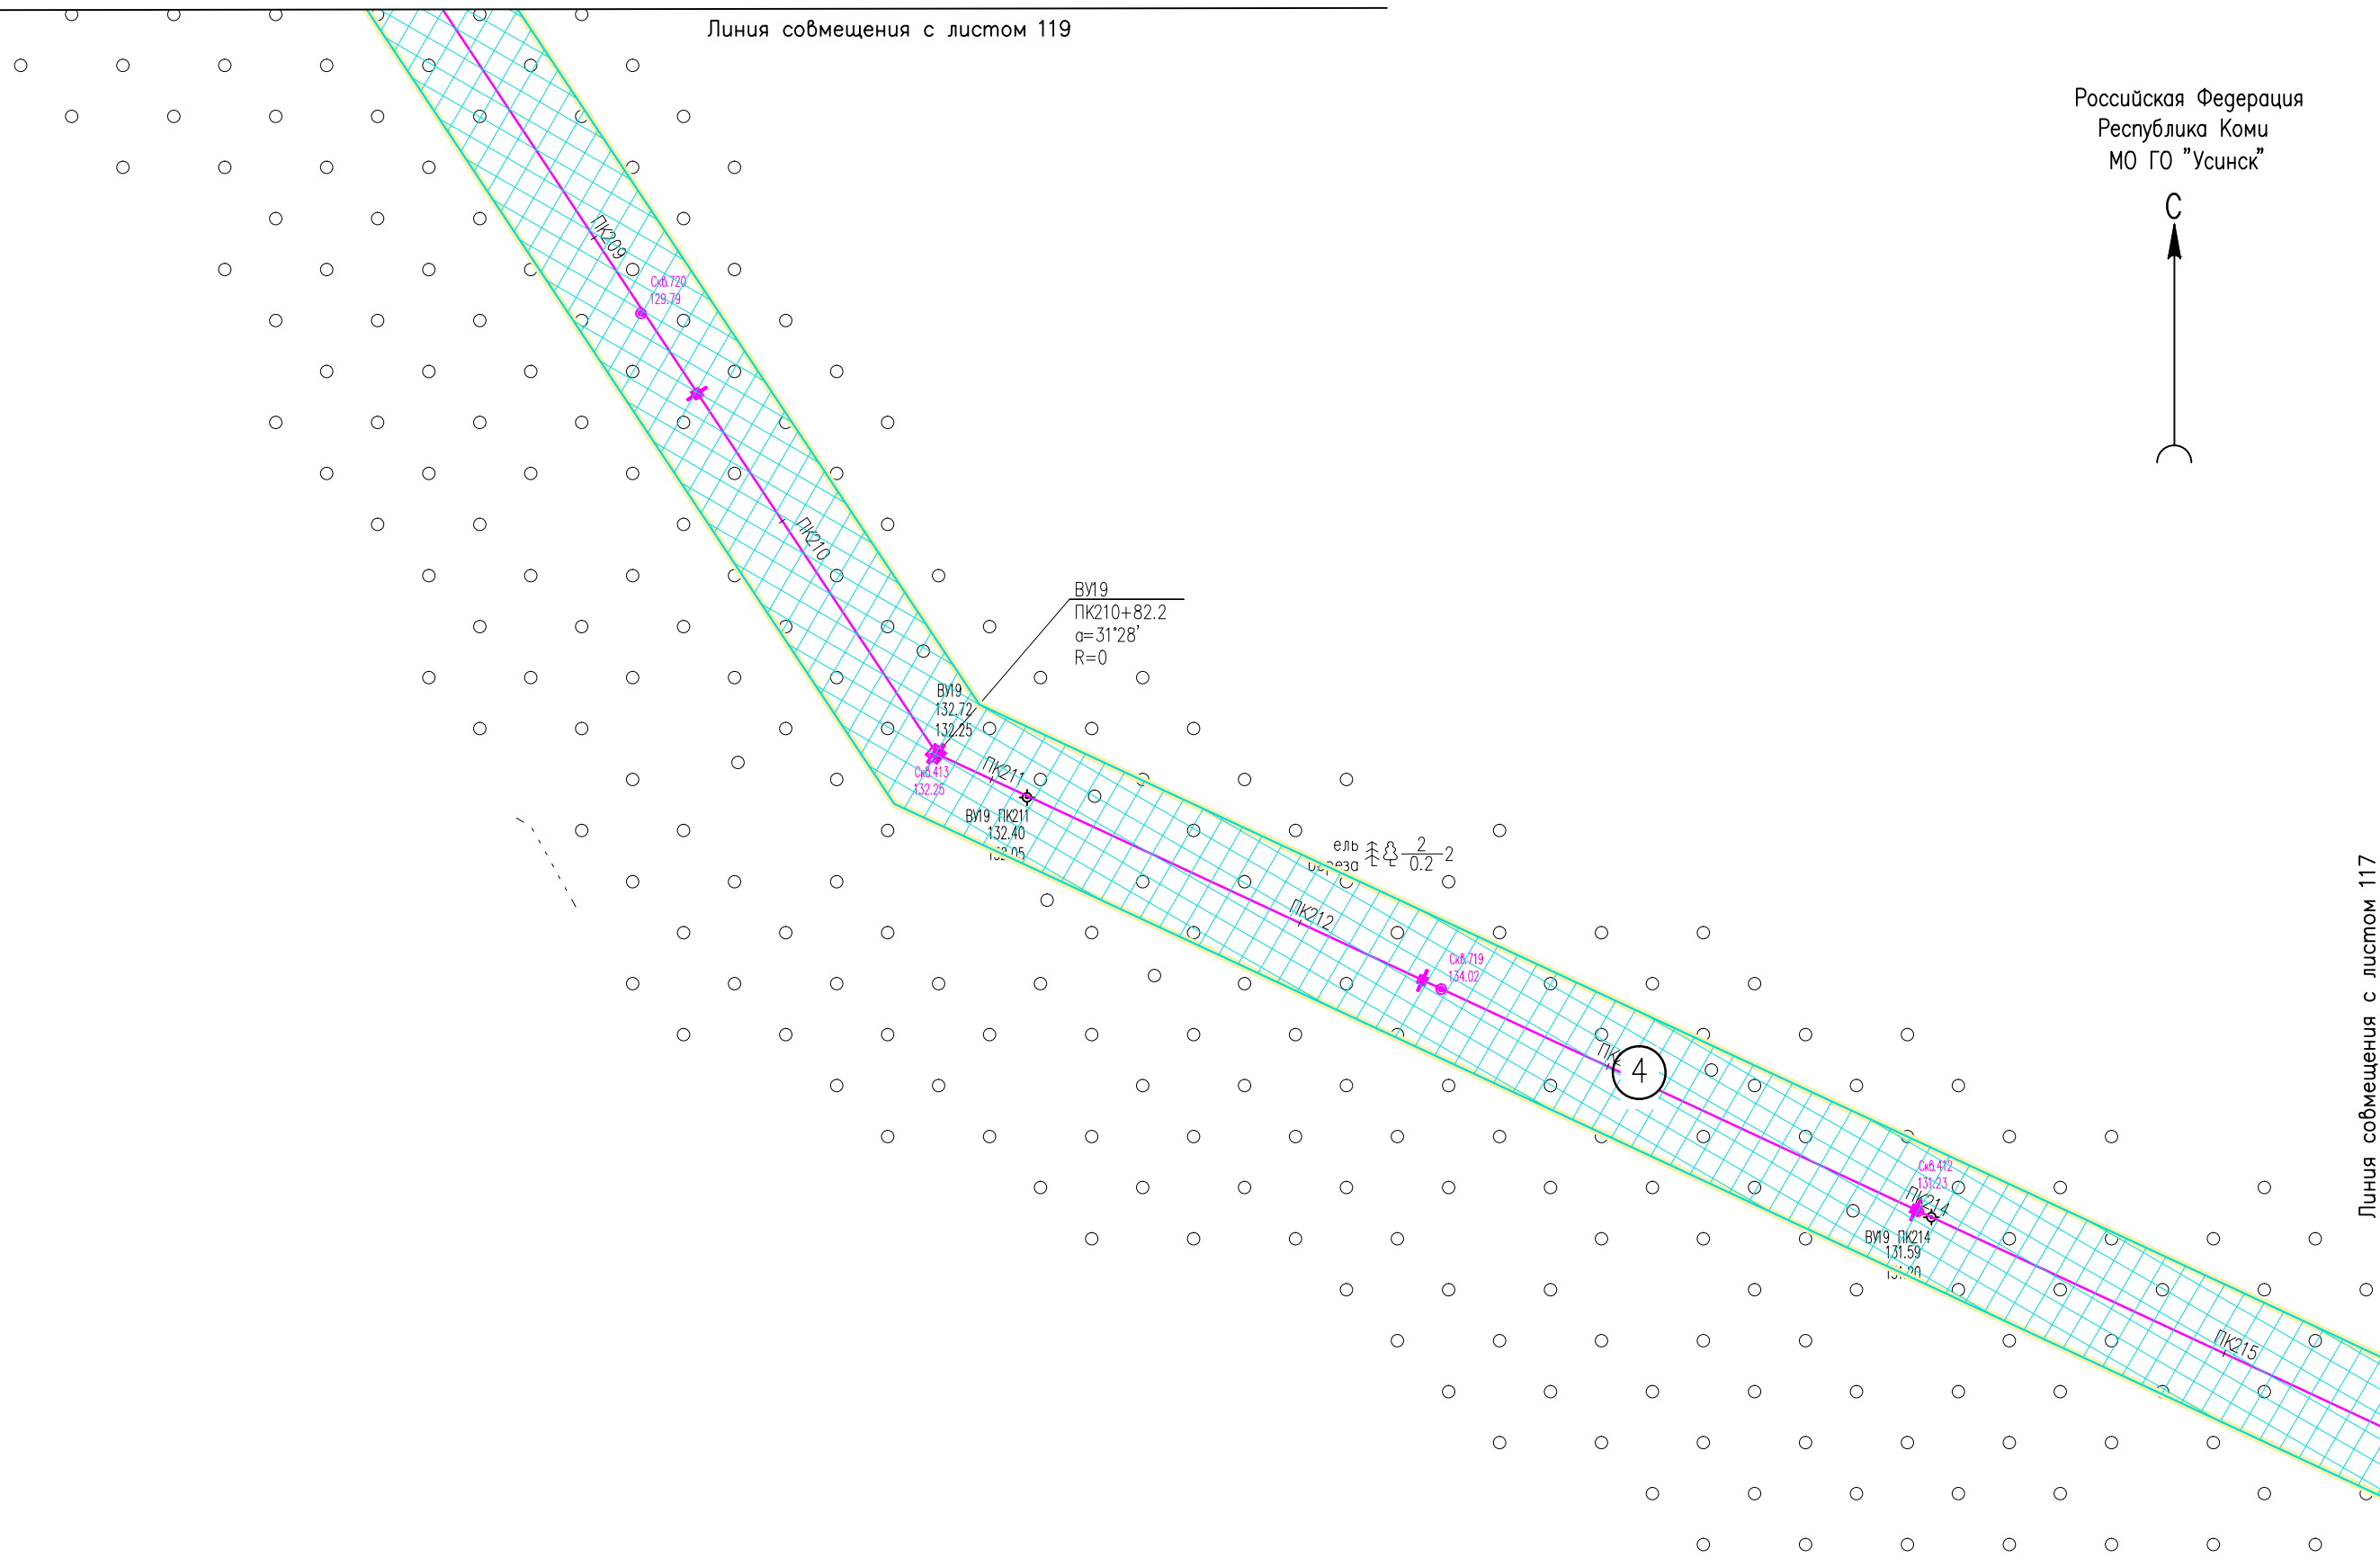 Линия совмещения с листом 119
Российская Федерация
Республика Коми
МО ГО "Усинск"
С
ПК209
Скв.720
129.79
ПК210
ВУ19
ПК210+82.2
α=31°28'
R=0
ВУ19
132.72
132.25
Скв.413
132.25
ПК211
ВУ19 ПК211
132.40
ель
2
0.2
2
ПК212
Скв.719
134.02
4
Скв.412
131.23
ПК214
ВУ19 ПК214
131.59
ПК215
Линия совмещения с листом 117